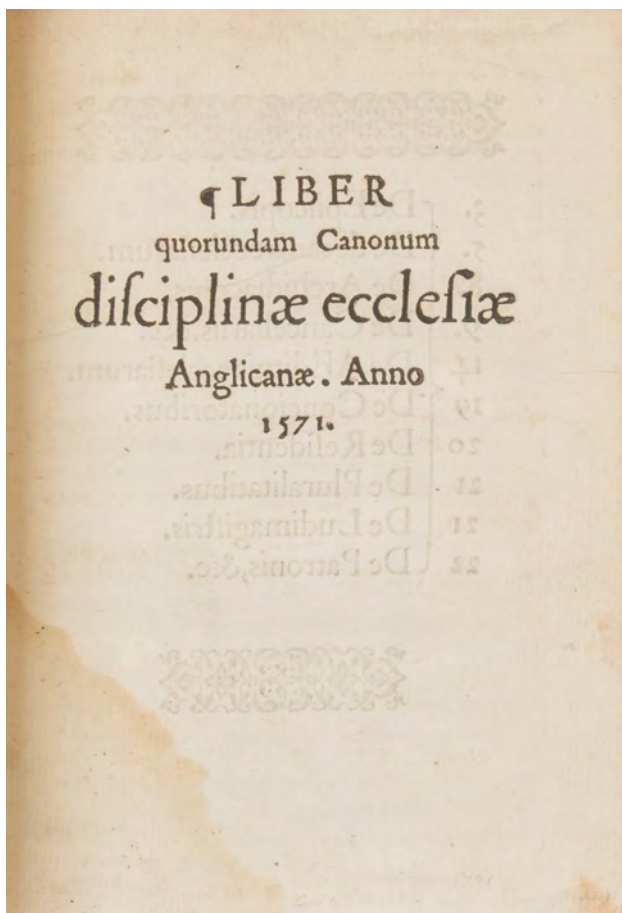 ¶LIBER
quorundam Canonum
diſciplinæ eccleſiæ
Anglicanæ. Anno
1571.